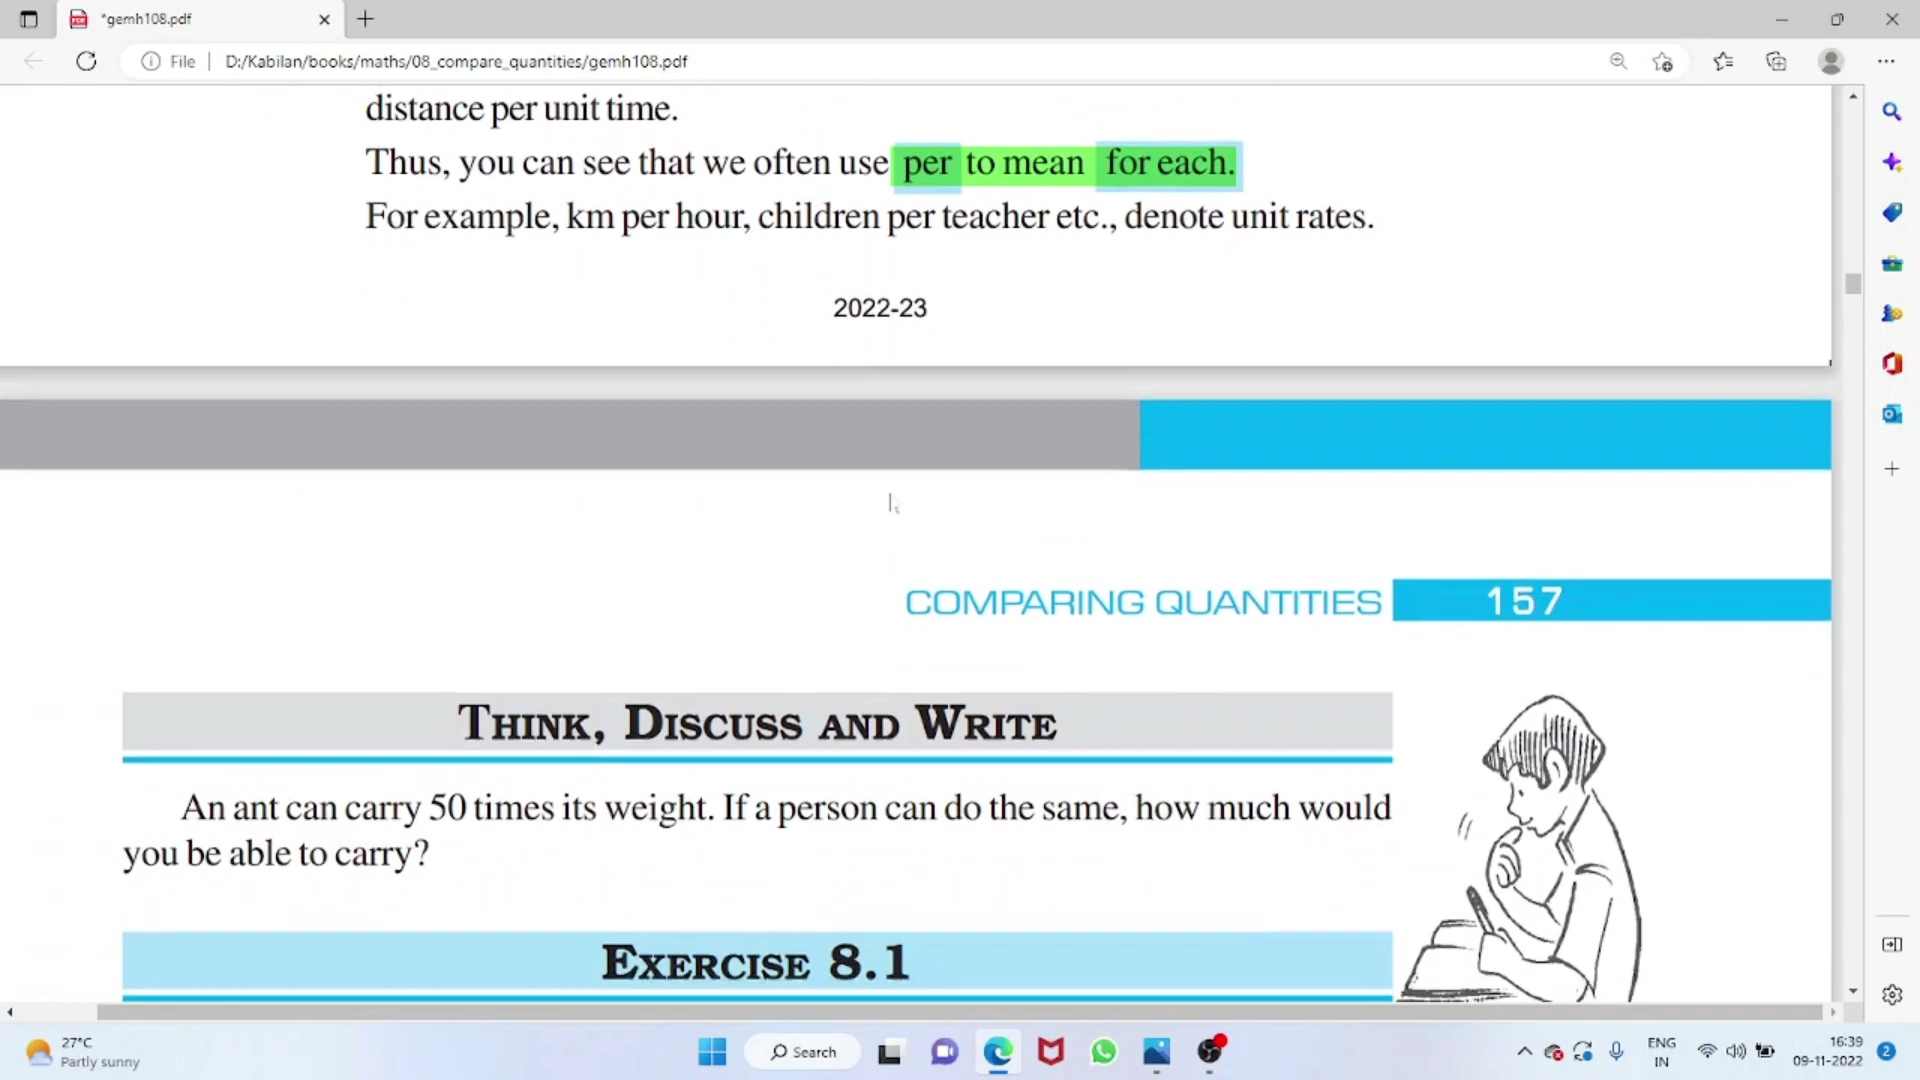 *gemh108.pdf
File
D:/Kabilan/books/maths/08_compare_quantities/gemh108.pdf
distance per unit time.
Thus, you can see that we often use per to mean for each.
For example, km per hour, children per teacher etc., denote unit rates.
2022-23
COMPARING QUANTITIES 157
THINK, DISCUSS AND WRITE
An ant can carry 50 times its weight. If a person can do the same, how much would
you be able to carry?
EXERCISE 8.1
27°C
Partly sunny
Search
ENG
IN
16:39
09-11-2022
2